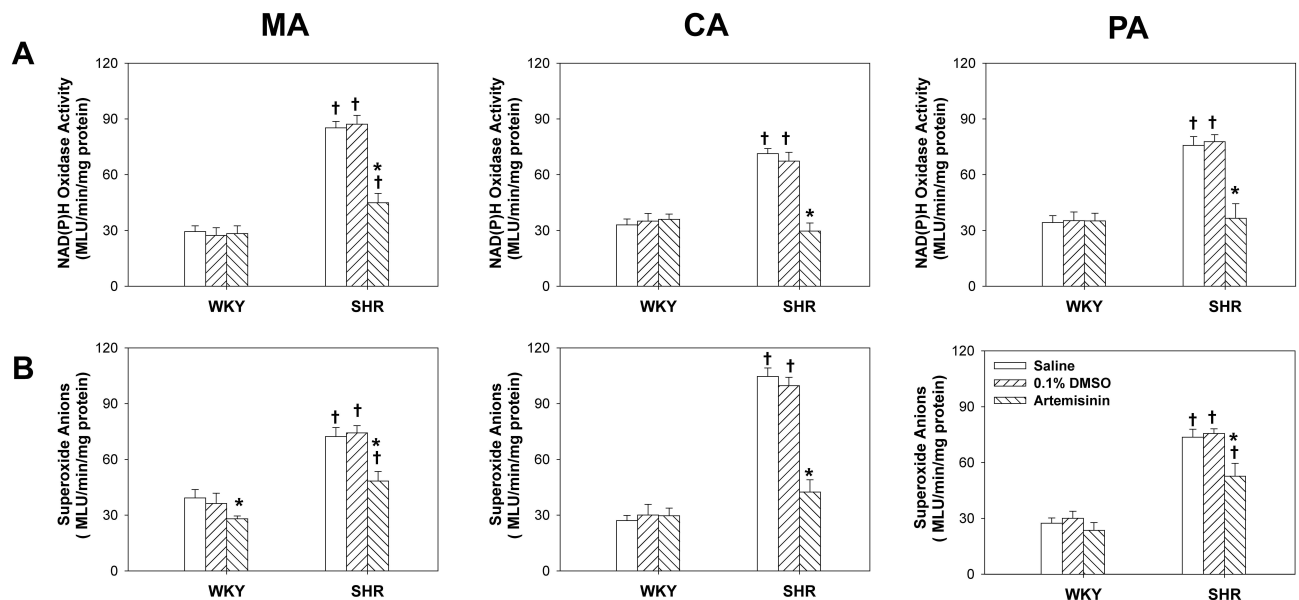 MA
CA
PA
A
NAD(P)H Oxidase Activity
(MLU/min/mg protein)
120
90
60
30
0
† † * †
WKY
SHR
NAD(P)H Oxidase Activity
(MLU/min/mg protein)
120
90
60
30
0
† † *
WKY
SHR
NAD(P)H Oxidase Activity
(MLU/min/mg protein)
120
90
60
30
0
† † *
WKY
SHR
B
Superoxide Anions
( MLU/min/mg protein)
120
90
60
30
0
* † † * †
WKY
SHR
Superoxide Anions
( MLU/min/mg protein)
120
90
60
30
0
† † *
WKY
SHR
Superoxide Anions
( MLU/min/mg protein)
120
90
60
30
0
Saline
0.1% DMSO
Artemisinin
† † * †
WKY
SHR